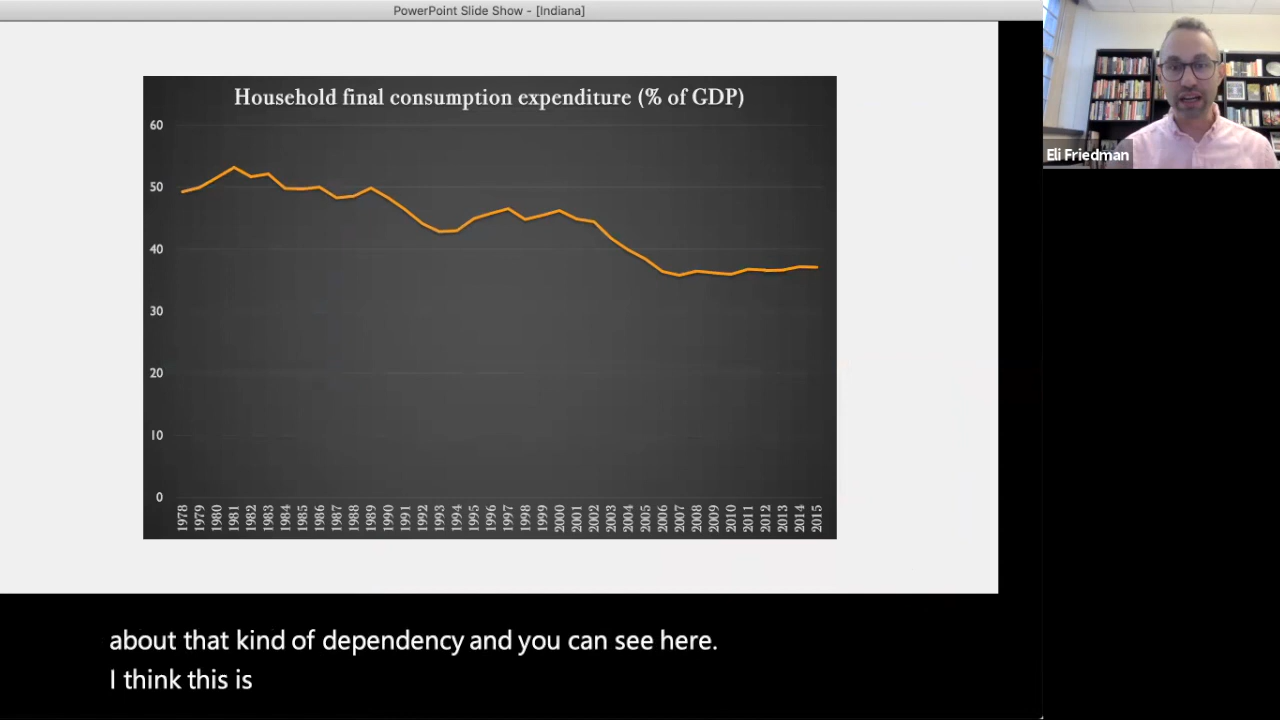 PowerPoint Slide Show - [Indiana]
Household final consumption expenditure (% of GDP)
60
50
40
30
20
10
0
1978 1979 1980 1981 1982 1983 1984 1985 1986 1987 1988 1989 1990 1991 1992 1993 1994 1995 1996 1997 1998 1999 2000 2001 2002 2003 2004 2005 2006 2007 2008 2009 2010 2011 2012 2013 2014 2015
Eli Friedman
about that kind of dependency and you can see here.
I think this is